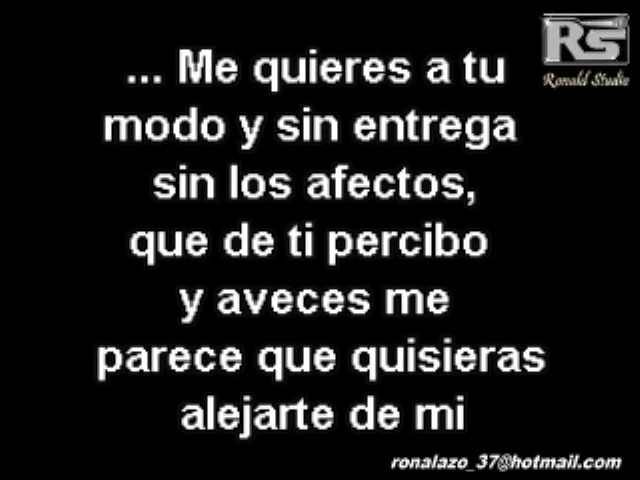 RS
Ronald Studio
... Me quieres a tu
modo y sin entrega
sin los afectos,
que de ti percibo
y aveces me
parece que quisieras
alejarte de mi
ronalazo_37@hotmail.com